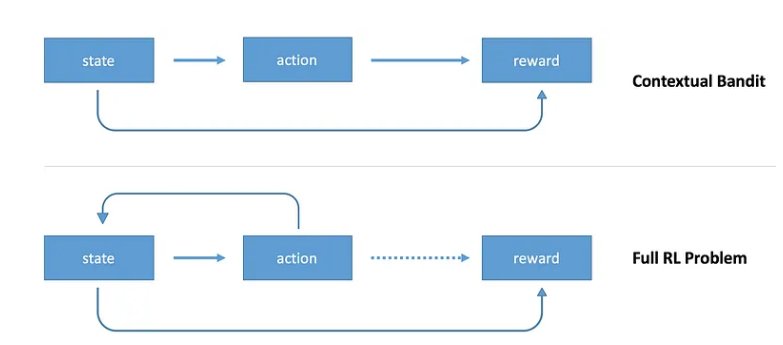 state
action
reward
Contextual Bandit
state
action
reward
Full RL Problem